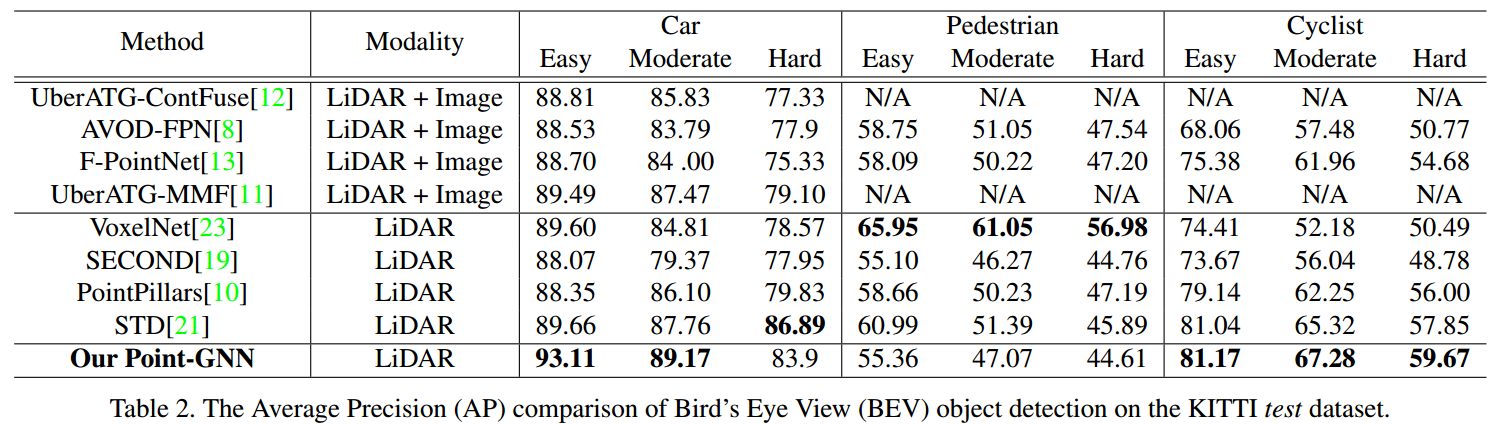 Method Modality Car Pedestrian Cyclist
Easy Moderate Hard Easy Moderate Hard Easy Moderate Hard
UberATG-ContFuse[12] LiDAR + Image 88.81 85.83 77.33 N/A N/A N/A N/A N/A N/A
AVOD-FPN[8] LiDAR + Image 88.53 83.79 77.9 58.75 51.05 47.54 68.06 57.48 50.77
F-PointNet[13] LiDAR + Image 88.70 84 .00 75.33 58.09 50.22 47.20 75.38 61.96 54.68
UberATG-MMF[11] LiDAR + Image 89.49 87.47 79.10 N/A N/A N/A N/A N/A N/A
VoxelNet[23] LiDAR 89.60 84.81 78.57 65.95 61.05 56.98 74.41 52.18 50.49
SECOND[19] LiDAR 88.07 79.37 77.95 55.10 46.27 44.76 73.67 56.04 48.78
PointPillars[10] LiDAR 88.35 86.10 79.83 58.66 50.23 47.19 79.14 62.25 56.00
STD[21] LiDAR 89.66 87.76 86.89 60.99 51.39 45.89 81.04 65.32 57.85
Our Point-GNN LiDAR 93.11 89.17 83.9 55.36 47.07 44.61 81.17 67.28 59.67
Table 2. The Average Precision (AP) comparison of Bird's Eye View (BEV) object detection on the KITTI test dataset.